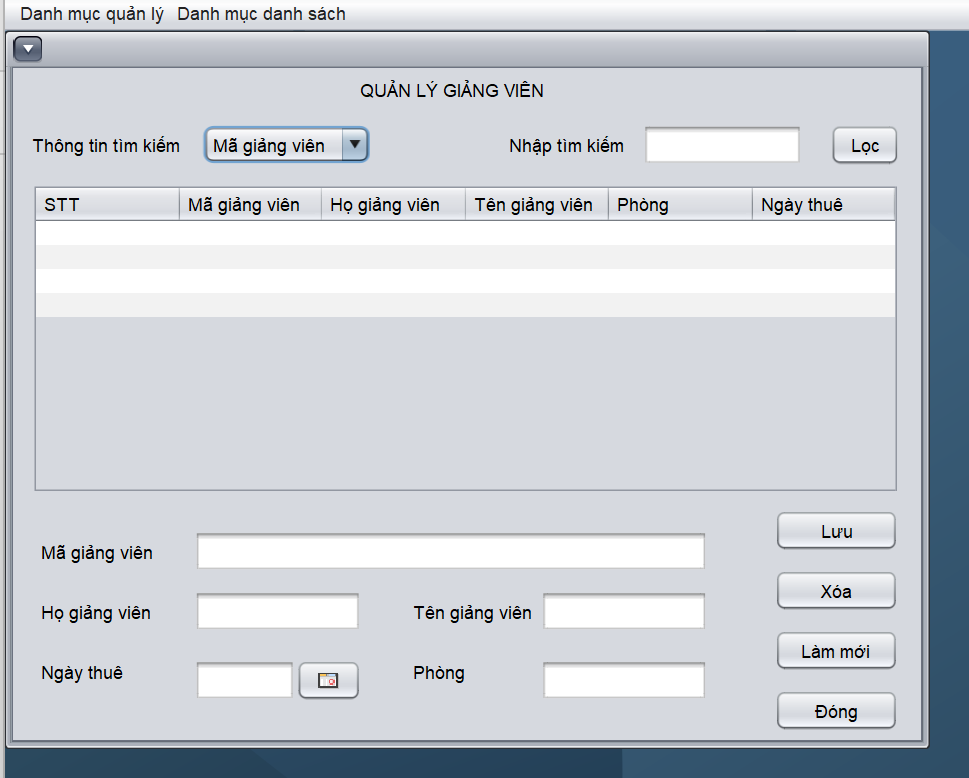 Danh mục quản lý Danh mục danh sách
QUẢN LÝ GIẢNG VIÊN
Thông tin tìm kiếm Mã giảng viên Nhập tìm kiếm Lọc
STT Mã giảng viên Họ giảng viên Tên giảng viên Phòng Ngày thuê
Lưu
Mã giảng viên
Xóa
Họ giảng viên Tên giảng viên
Làm mới
Ngày thuê Phòng
Đóng